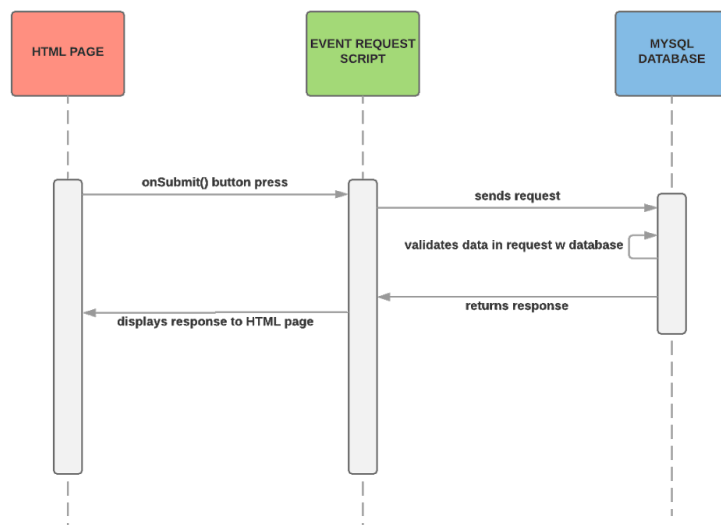 HTML PAGE
EVENT REQUEST
SCRIPT
MYSQL
DATABASE
onSubmit() button press
sends request
validates data in request w database
returns response
displays response to HTML page